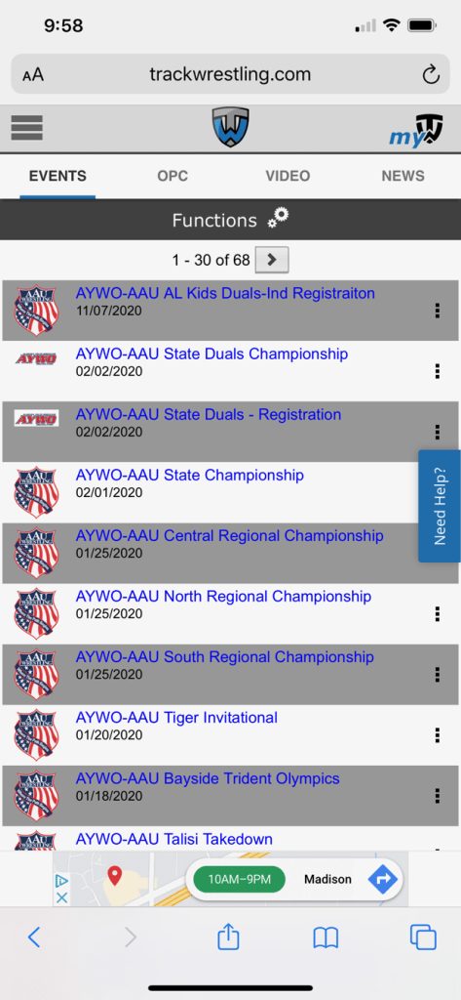 9:58
AA
trackwrestling.com
W
myW
EVENTS OPC VIDEO NEWS
Functions
1 - 30 of 68 >
AYWO-AAU AL Kids Duals-Ind Registraiton
11/07/2020
AYWO-AAU State Duals Championship
02/02/2020
AYWO-AAU State Duals - Registration
02/02/2020
AYWO-AAU State Championship
02/01/2020
Need Help?
AYWO-AAU Central Regional Championship
01/25/2020
AYWO-AAU North Regional Championship
01/25/2020
AYWO-AAU South Regional Championship
01/25/2020
AYWO-AAU Tiger Invitational
01/20/2020
AYWO-AAU Bayside Trident Olympics
01/18/2020
AYWO-AAU Talisi Takedown
10AM–9PM Madison